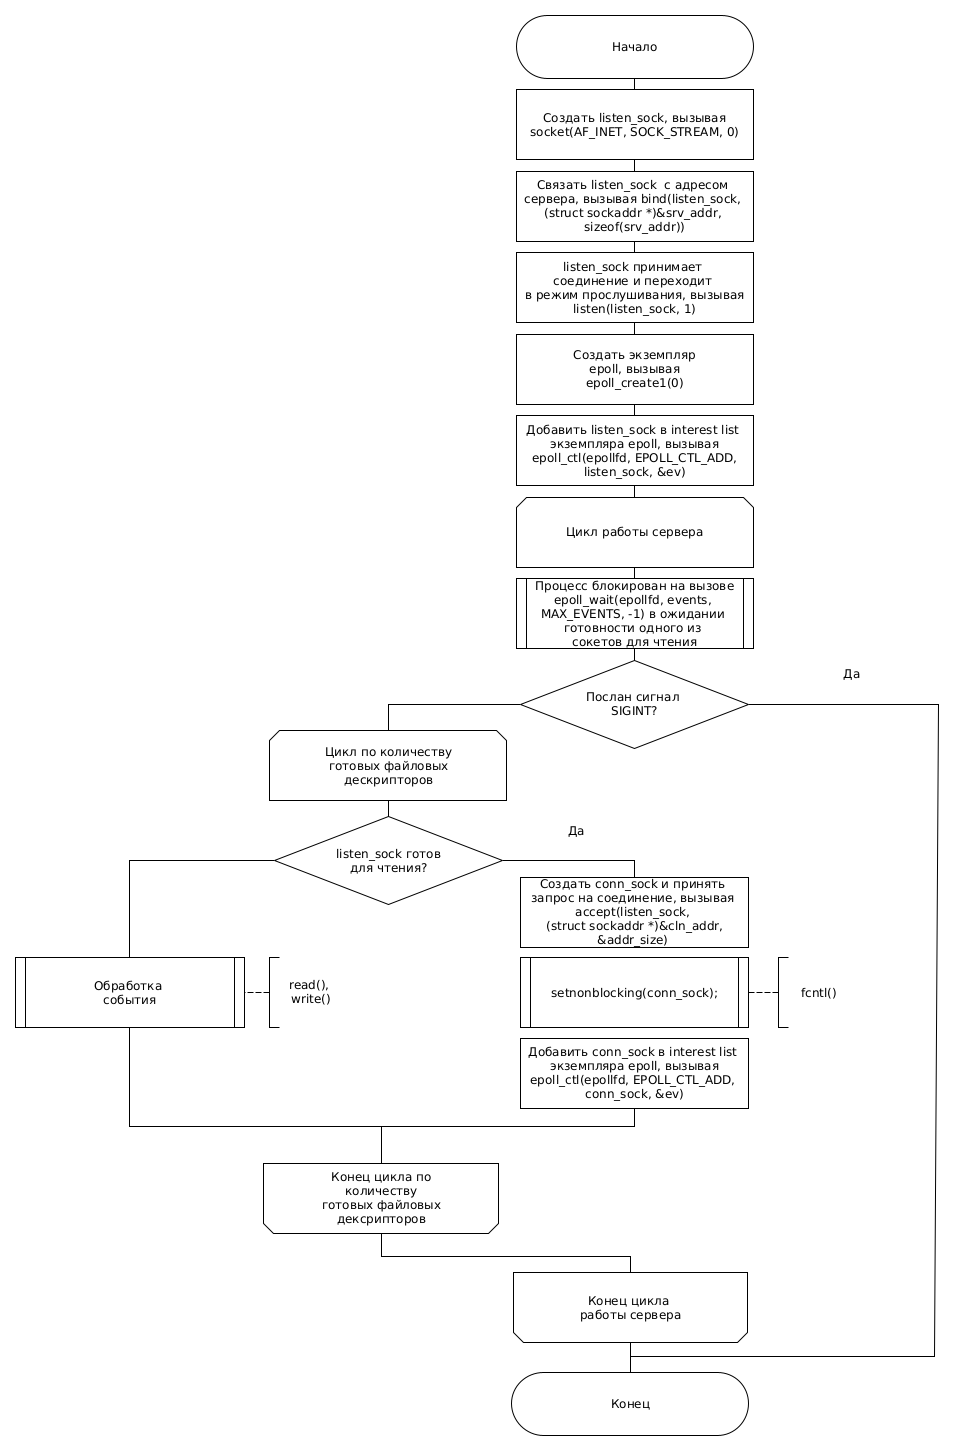 Начало
Создать listen_sock, вызывая
socket(AF_INET, SOCK_STREAM, 0)
Связать listen_sock с адресом
сервера, вызывая bind(listen_sock,
(struct sockaddr *)&srv_addr,
sizeof(srv_addr))
listen_sock принимает
соединение и переходит
в режим прослушивания, вызывая
listen(listen_sock, 1)
Создать экземпляр
epoll, вызывая
epoll_create1(0)
Добавить listen_sock в interest list
экземпляра epoll, вызывая
epoll_ctl(epollfd, EPOLL_CTL_ADD,
listen_sock, &ev)
Цикл работы сервера
Процесс блокирован на вызове
epoll_wait(epollfd, events,
MAX_EVENTS, -1) в ожидании
готовности одного из
сокетов для чтения
Послан сигнал
SIGINT?
Да
Цикл по количеству
готовых файловых
дескрипторов
listen_sock готов
для чтения?
Да
Создать conn_sock и принять
запрос на соединение, вызывая
accept(listen_sock,
(struct sockaddr *)&cln_addr,
&addr_size)
Обработка
события
read(),
write()
setnonblocking(conn_sock);
fcntl()
Добавить conn_sock в interest list
экземпляра epoll, вызывая
epoll_ctl(epollfd, EPOLL_CTL_ADD,
conn_sock, &ev)
Конец цикла по
количеству
готовых файловых
дексрипторов
Конец цикла
работы сервера
Конец